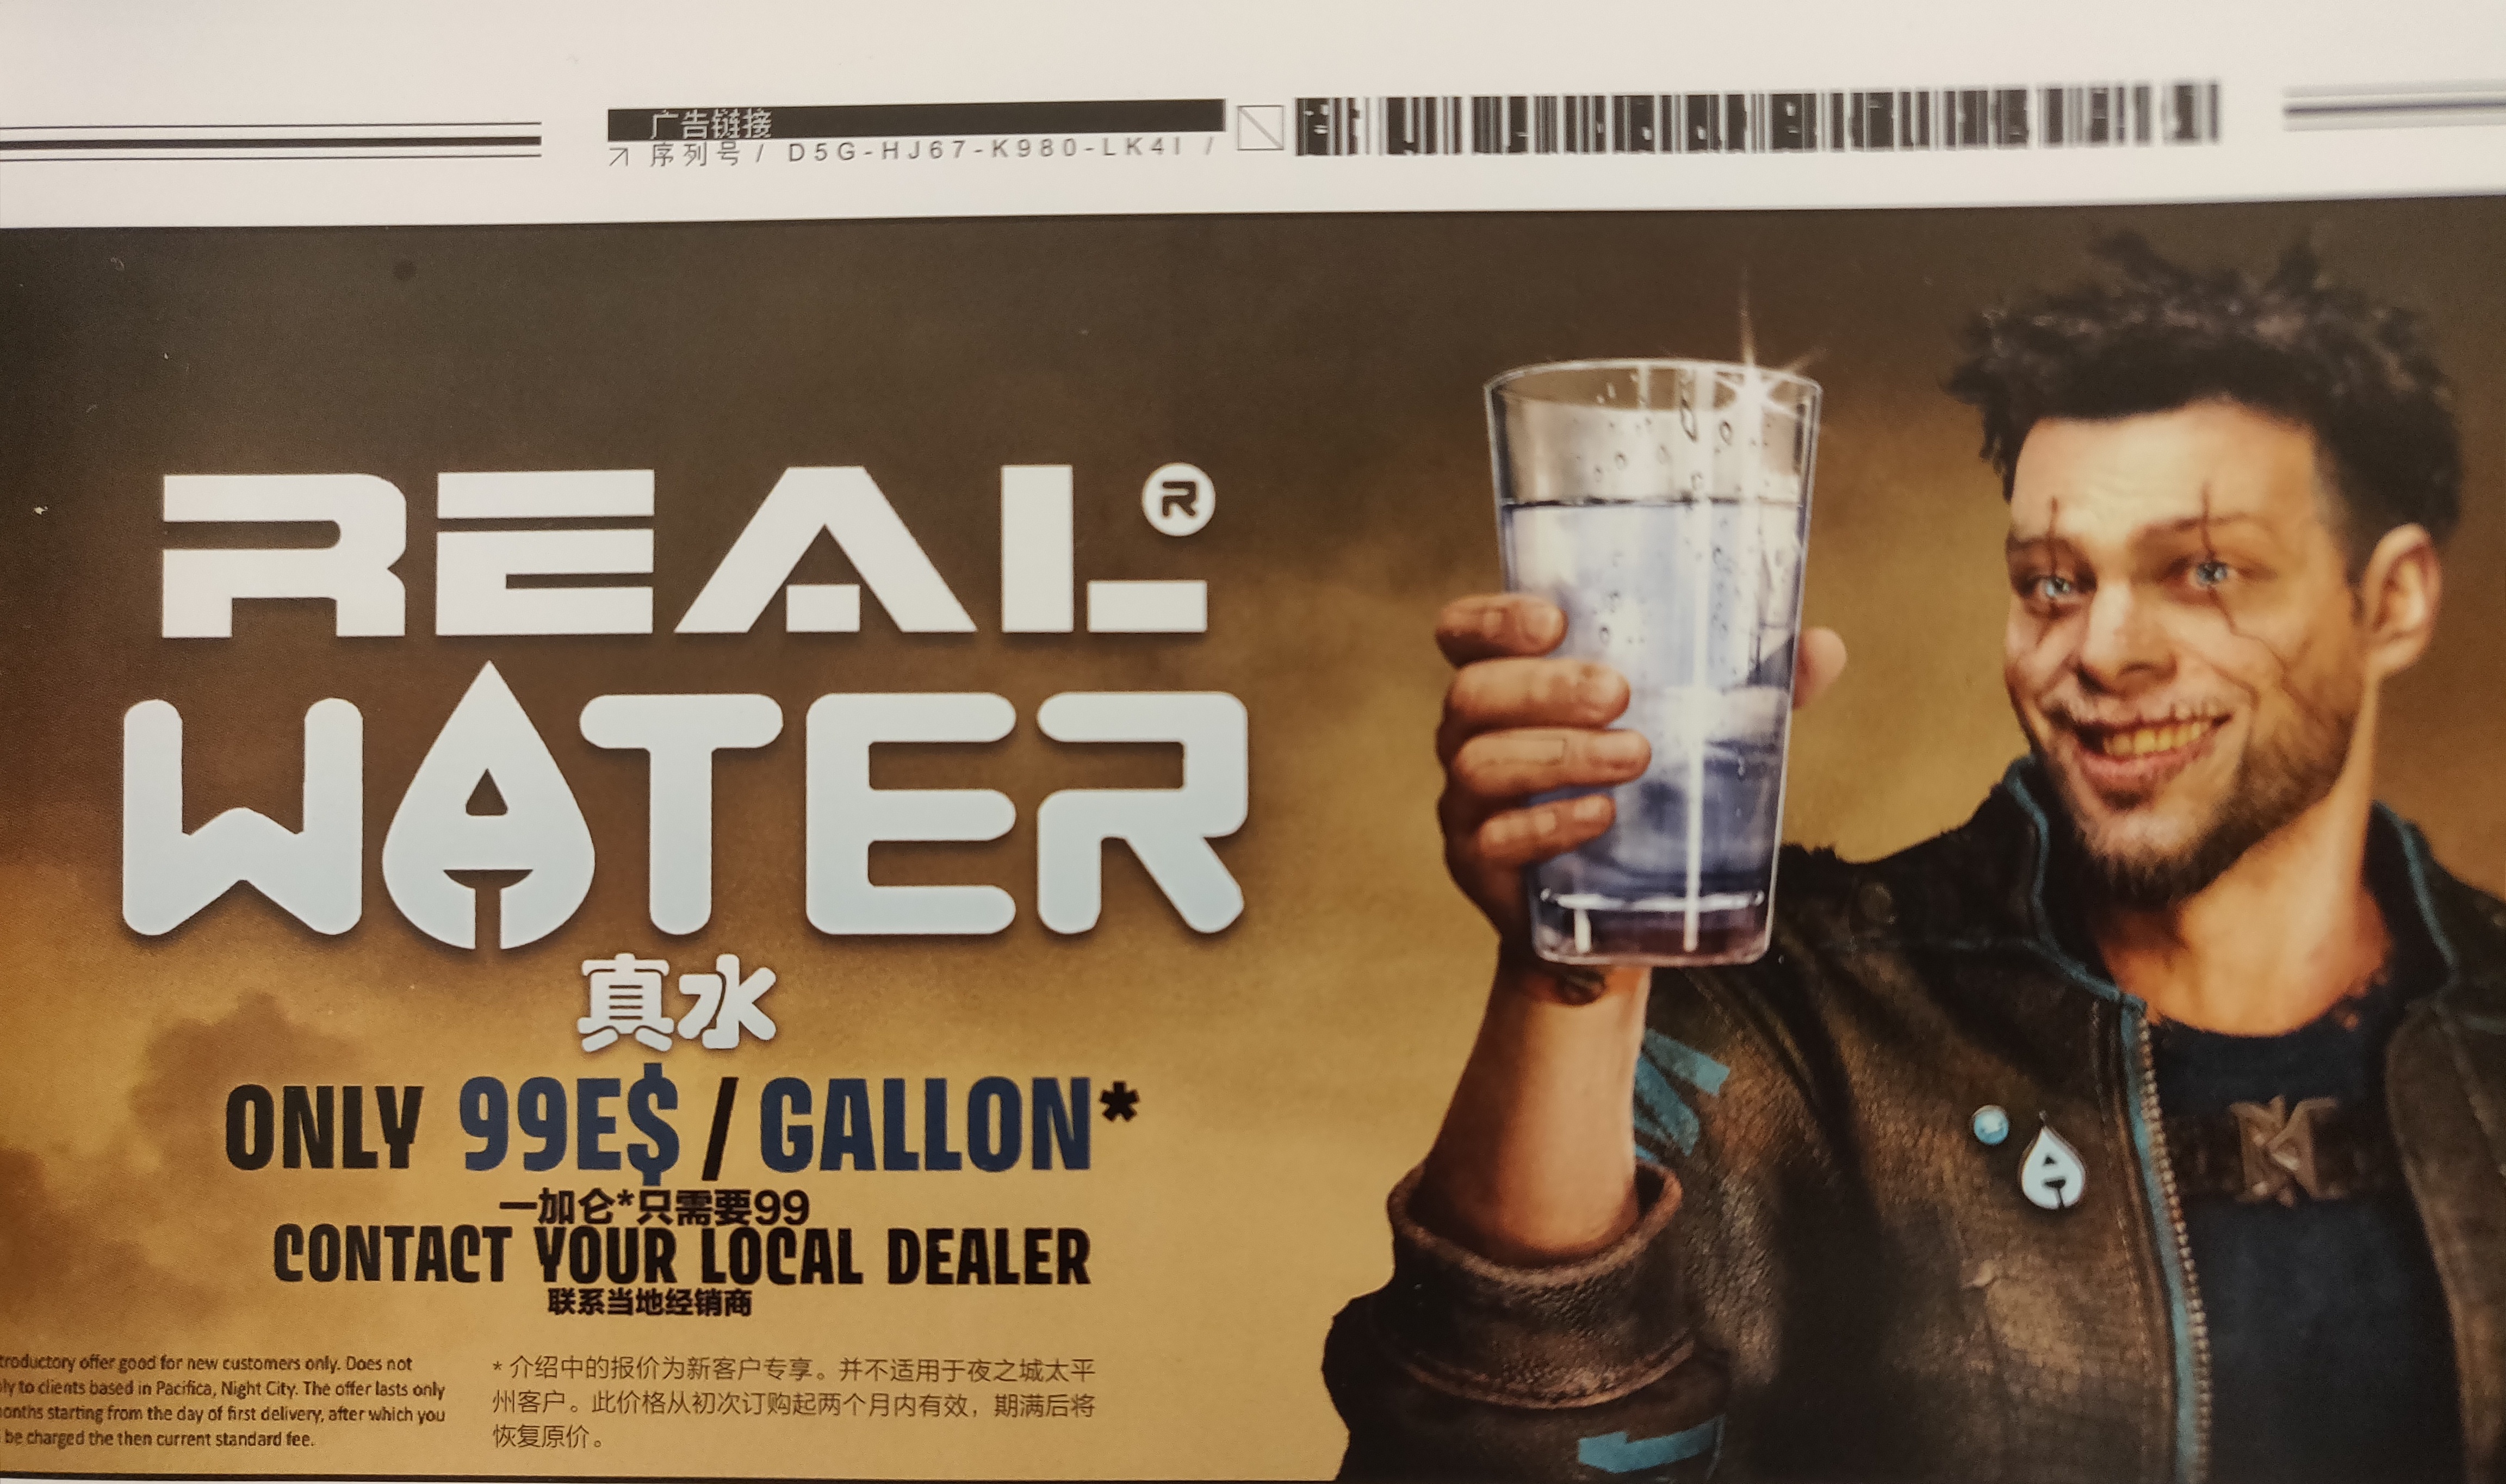 广告链接
序列号 / D5G-HJ67-K980-LK4I /
REAL®
WATER
真水
ONLY 99E$ / GALLON*
一加仑*只需要99
CONTACT YOUR LOCAL DEALER
联系当地经销商
offer good for new customers only. Does not
to clients based in Pacifica, Night City. The offer lasts only
starting from the day of first delivery, after which you
be charged the then current standard fee.
* 介绍中的报价为新客户专享。并不适用于夜之城太平
州客户。此价格从初次订购起两个月内有效，期满后将
恢复原价。